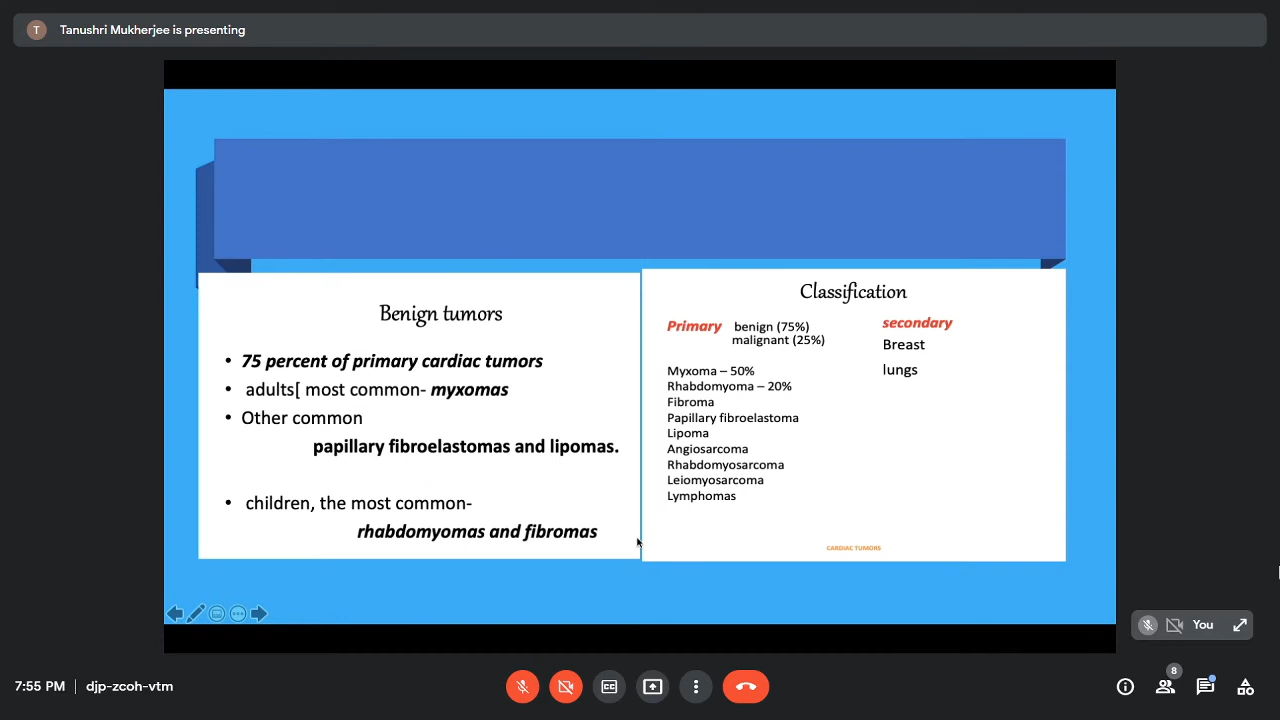 T
Tanushri Mukherjee is presenting
Benign tumors
• 75 percent of primary cardiac tumors
• adults[ most common- myxomas
• Other common
papillary fibroelastomas and lipomas.
• children, the most common-
rhabdomyomas and fibromas
Classification
Primary benign (75%)
malignant (25%)
Myxoma – 50%
Rhabdomyoma – 20%
Fibroma
Papillary fibroelastoma
Lipoma
Angiosarcoma
Rhabdomyosarcoma
Leiomyosarcoma
Lymphomas
secondary
Breast
lungs
CARDIAC TUMORS
You
7:55 PM | djp-zcoh-vtm
CC
8